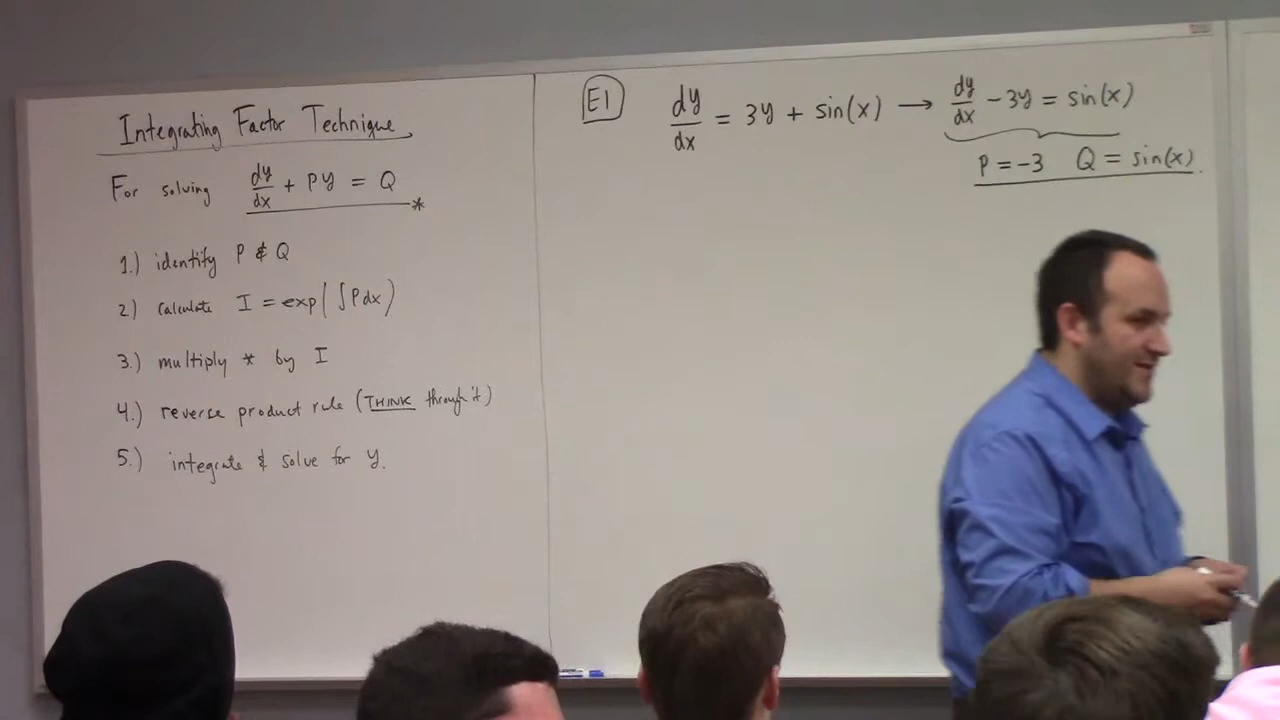 Integrating Factor Technique
For solving dy/dx + Py = Q *
1.) identify P & Q
2.) calculate I = exp(∫Pdx)
3.) multiply * by I
4.) reverse product rule (THINK through it)
5.) integrate & solve for y.
E1 dy/dx = 3y + sin(x) → dy/dx - 3y = sin(x)
P = -3 Q = sin(x).